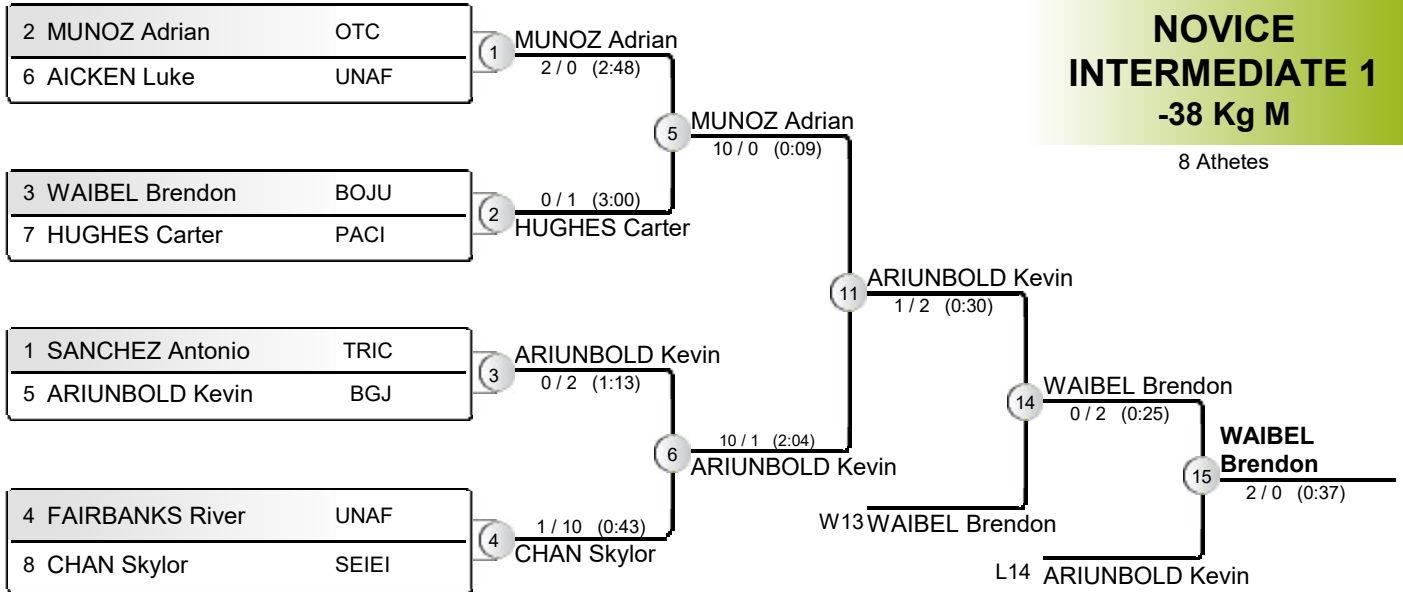 NOVICE
INTERMEDIATE 1
-38 Kg M
8 Athetes
2 MUNOZ Adrian OTC
6 AICKEN Luke UNAF
1
MUNOZ Adrian
2 / 0 (2:48)
5
MUNOZ Adrian
10 / 0 (0:09)
3 WAIBEL Brendon BOJU
7 HUGHES Carter PACI
2
0 / 1 (3:00)
HUGHES Carter
11
ARIUNBOLD Kevin
1 / 2 (0:30)
1 SANCHEZ Antonio TRIC
5 ARIUNBOLD Kevin BGJ
3
ARIUNBOLD Kevin
0 / 2 (1:13)
6
10 / 1 (2:04)
ARIUNBOLD Kevin
4 FAIRBANKS River UNAF
8 CHAN Skylor SEIEI
4
1 / 10 (0:43)
CHAN Skylor
14
WAIBEL Brendon
0 / 2 (0:25)
W13 WAIBEL Brendon
15
WAIBEL
Brendon
2 / 0 (0:37)
L14 ARIUNBOLD Kevin